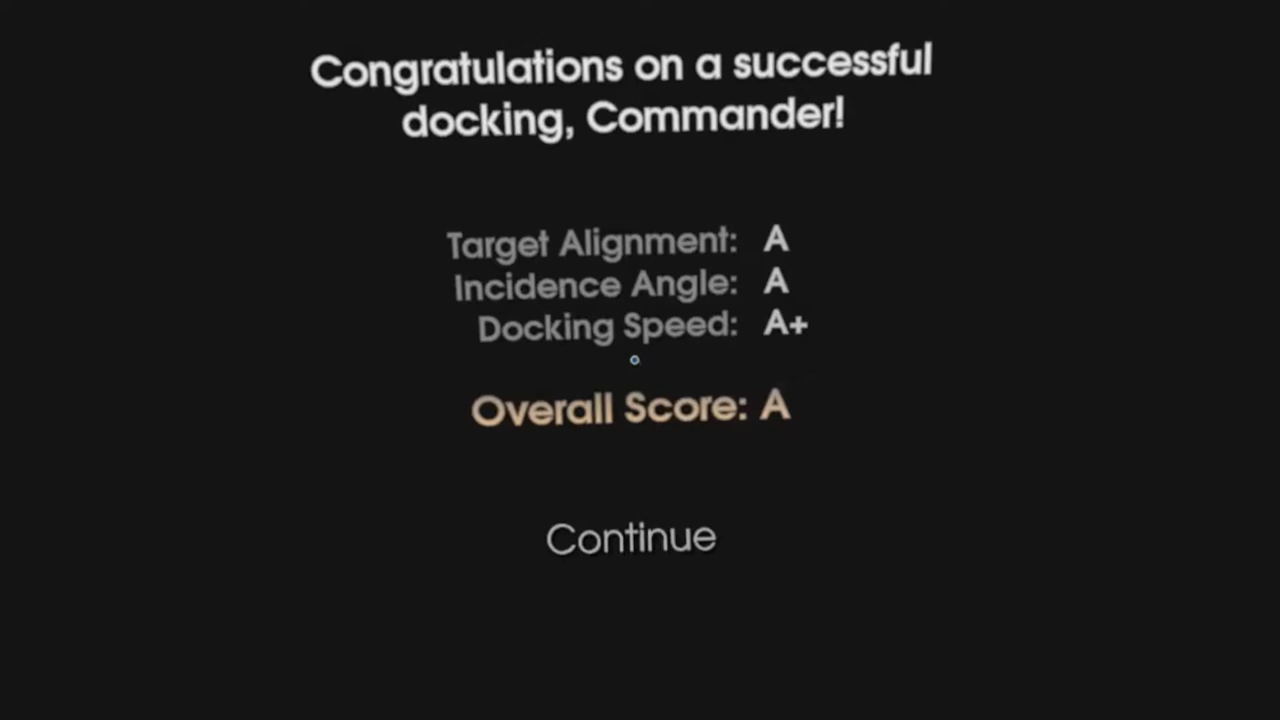 Congratulations on a successful
docking, Commander!
Target Alignment: A
Incidence Angle: A
Docking Speed: A+
Overall Score: A
Continue